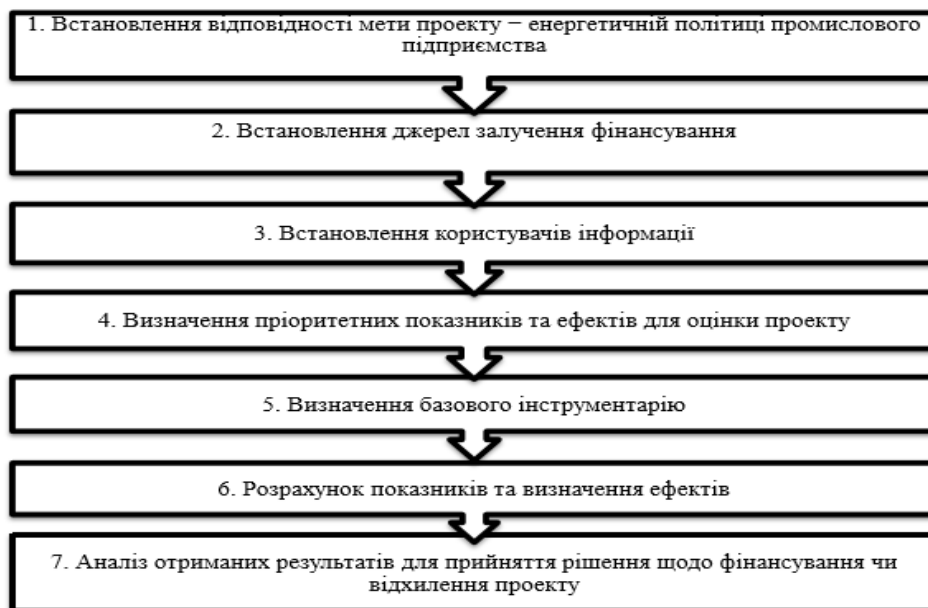 1. Встановлення відповідності мети проекту − енергетичній політиці промислового
підприємства
2. Встановлення джерел залучення фінансування
3. Встановлення користувачів інформації
4. Визначення пріоритетних показників та ефектів для оцінки проекту
5. Визначення базового інструментарію
6. Розрахунок показників та визначення ефектів
7. Аналіз отриманих результатів для прийняття рішення щодо фінансування чи
відхилення проекту